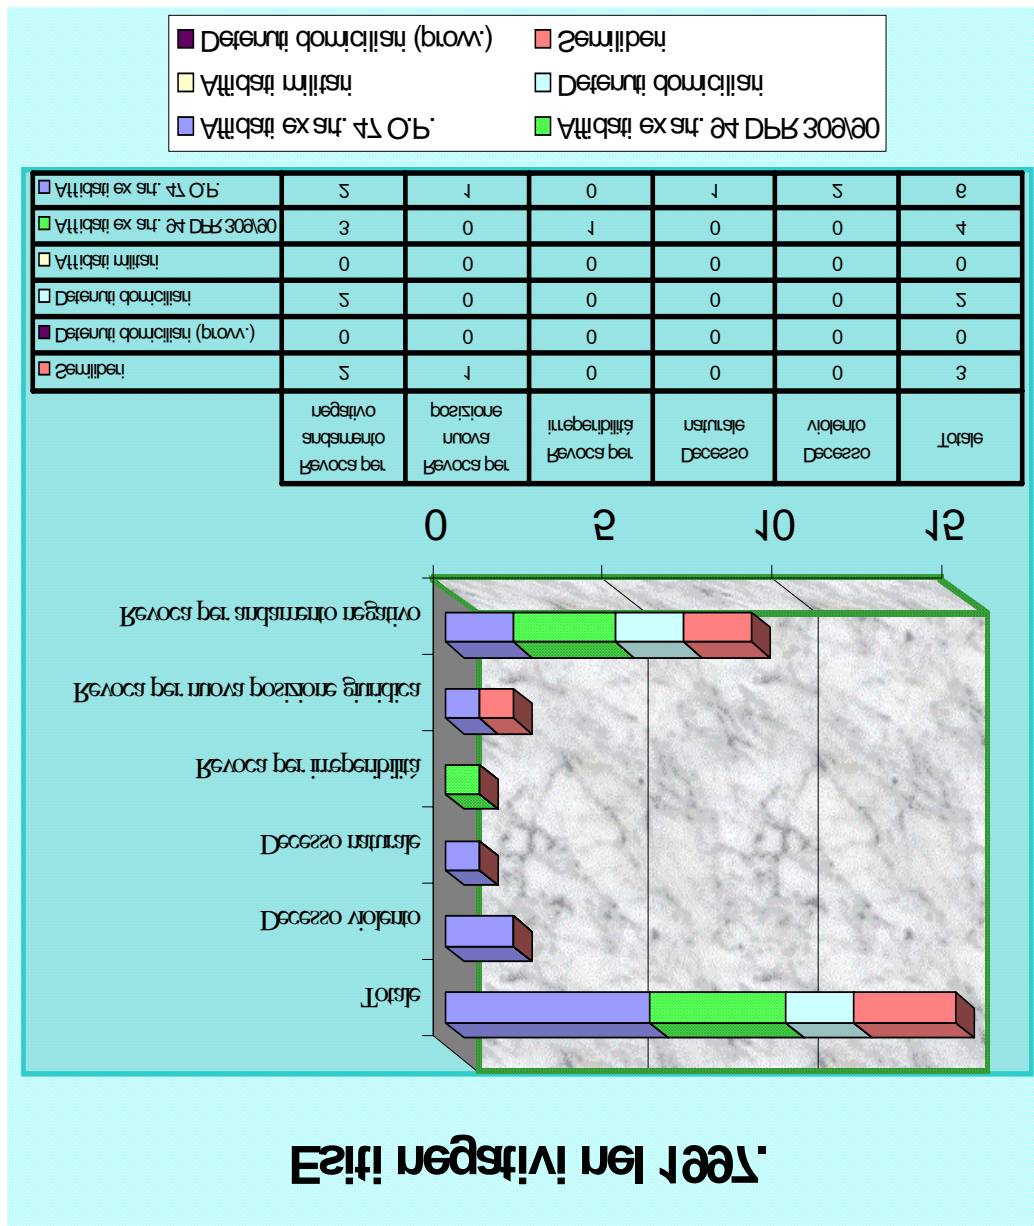 Esiti negativi nel 1997.
Totale
Decesso violento
Decesso naturale
Revoca per irreperibilità
Revoca per nuova posizione giuridica
Revoca per andamento negativo
0 5 10 15
Revoca per
andamento
negativo
Revoca per
nuova
posizione
Revoca per
irreperibilità
Decesso
naturale
Decesso
violento
Totale
Semiliberi 2 1 0 0 0 3
Detenuti domiciliari (provv.) 0 0 0 0 0 0
Detenuti domiciliari 2 0 0 0 0 2
Affidati militari 0 0 0 0 0 0
Affidati ex art. 94 DPR 309/90 3 0 1 0 0 4
Affidati ex art. 47 O.P. 2 1 0 1 2 6
Affidati ex art. 47 O.P. Affidati ex art. 94 DPR 309/90
Affidati militari Detenuti domiciliari
Detenuti domiciliari (provv.) Semiliberi